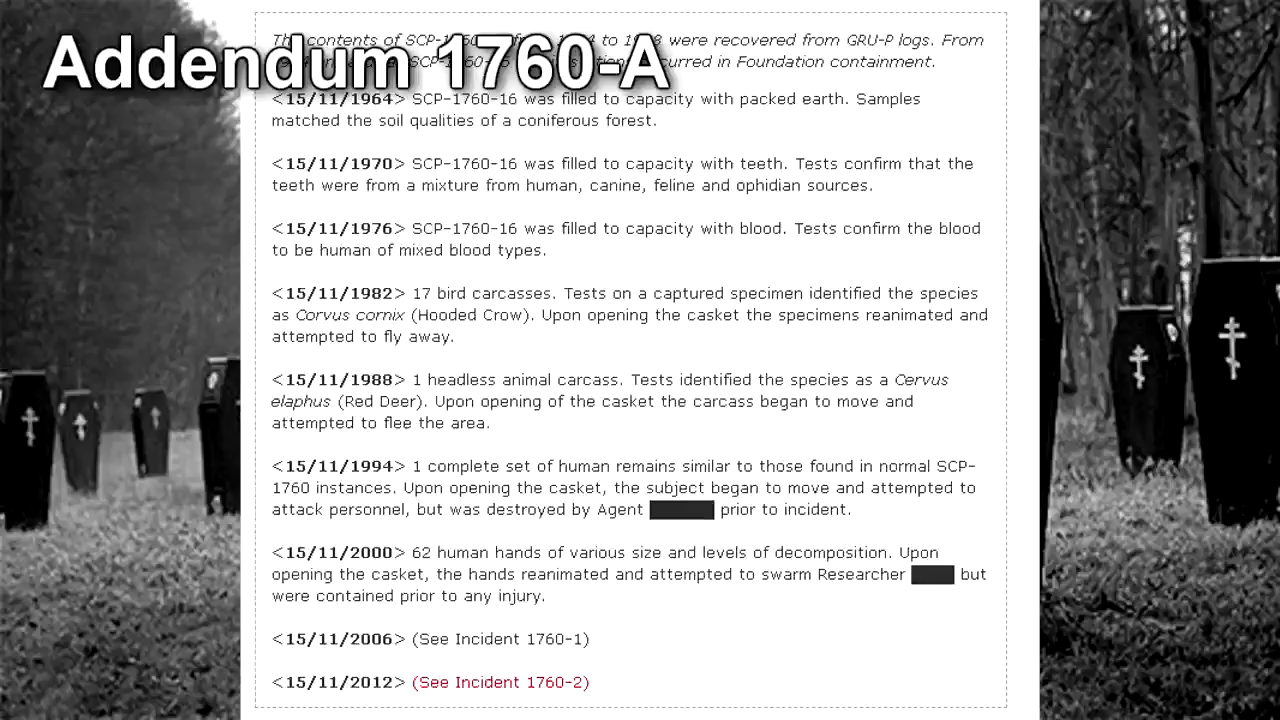 Addendum 1760-A
The contents of SCP-1760 to 19 8 were recovered from GRU-P logs. From
occurred in Foundation containment.
<15/11/1964> SCP-1760-16 was filled to capacity with packed earth. Samples
matched the soil qualities of a coniferous forest.
<15/11/1970> SCP-1760-16 was filled to capacity with teeth. Tests confirm that the
teeth were from a mixture from human, canine, feline and ophidian sources.
<15/11/1976> SCP-1760-16 was filled to capacity with blood. Tests confirm the blood
to be human of mixed blood types.
<15/11/1982> 17 bird carcasses. Tests on a captured specimen identified the species
as Corvus cornix (Hooded Crow). Upon opening the casket the specimens reanimated and
attempted to fly away.
<15/11/1988> 1 headless animal carcass. Tests identified the species as a Cervus
elaphus (Red Deer). Upon opening of the casket the carcass began to move and
attempted to flee the area.
<15/11/1994> 1 complete set of human remains similar to those found in normal SCP-
1760 instances. Upon opening the casket, the subject began to move and attempted to
attack personnel, but was destroyed by Agent prior to incident.
<15/11/2000> 62 human hands of various size and levels of decomposition. Upon
opening the casket, the hands reanimated and attempted to swarm Researcher but
were contained prior to any injury.
<15/11/2006> (See Incident 1760-1)
<15/11/2012> (See Incident 1760-2)